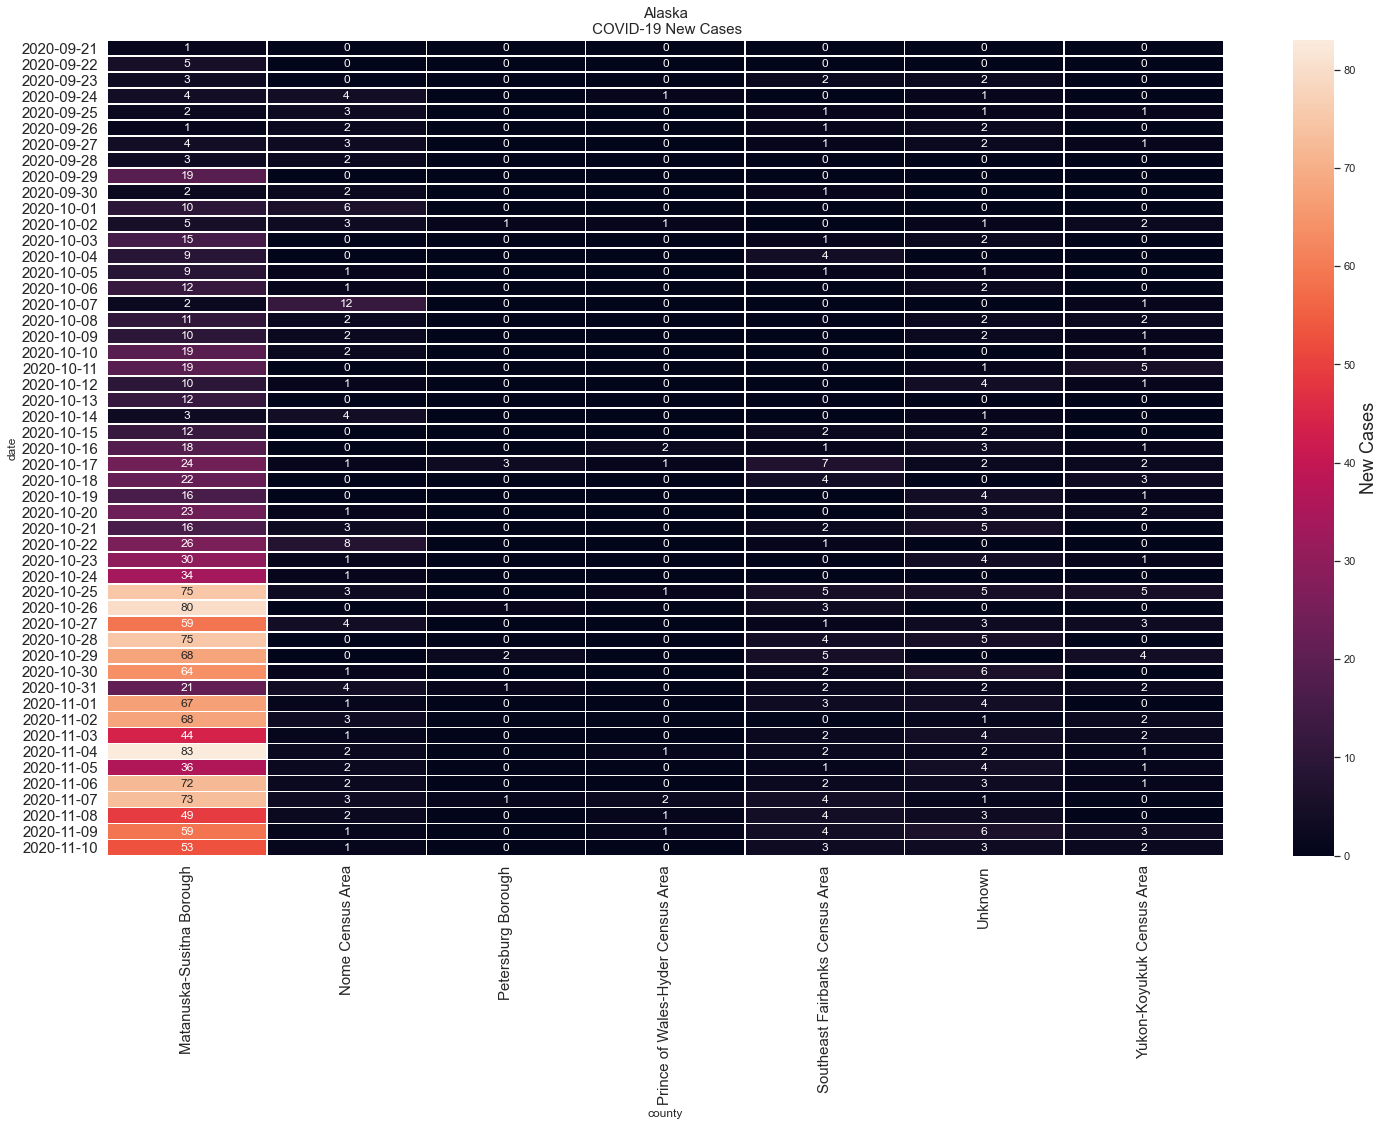 Alaska
COVID-19 New Cases
2020-09-21 1 0 0 0 0 0 0
2020-09-22 5 0 0 0 0 0 0
2020-09-23 3 0 0 0 2 2 0
2020-09-24 4 4 0 1 0 1 0
2020-09-25 2 3 0 0 1 1 1
2020-09-26 1 2 0 0 1 2 0
2020-09-27 4 3 0 0 1 2 1
2020-09-28 3 2 0 0 0 0 0
2020-09-29 19 0 0 0 0 0 0
2020-09-30 2 2 0 0 1 0 0
2020-10-01 10 6 0 0 0 0 0
2020-10-02 5 3 1 1 0 1 2
2020-10-03 15 0 0 0 1 2 0
2020-10-04 9 0 0 0 4 0 0
2020-10-05 9 1 0 0 1 1 0
2020-10-06 12 1 0 0 0 2 0
2020-10-07 2 12 0 0 0 0 1
2020-10-08 11 2 0 0 0 2 2
2020-10-09 10 2 0 0 0 2 1
2020-10-10 19 2 0 0 0 0 1
2020-10-11 19 0 0 0 0 1 5
2020-10-12 10 1 0 0 0 4 1
2020-10-13 12 0 0 0 0 0 0
2020-10-14 3 4 0 0 0 1 0
2020-10-15 12 0 0 0 2 2 0
2020-10-16 18 0 0 2 1 3 1
2020-10-17 24 1 3 1 7 2 2
2020-10-18 22 0 0 0 4 0 3
2020-10-19 16 0 0 0 0 4 1
2020-10-20 23 1 0 0 0 3 2
2020-10-21 16 3 0 0 2 5 0
2020-10-22 26 8 0 0 1 0 0
2020-10-23 30 1 0 0 0 4 1
2020-10-24 34 1 0 0 0 0 0
2020-10-25 75 3 0 1 5 5 5
2020-10-26 80 0 1 0 3 0 0
2020-10-27 59 4 0 0 1 3 3
2020-10-28 75 0 0 0 4 5 0
2020-10-29 68 0 2 0 5 0 4
2020-10-30 64 1 0 0 2 6 0
2020-10-31 21 4 1 0 2 2 2
2020-11-01 67 1 0 0 3 4 0
2020-11-02 68 3 0 0 0 1 2
2020-11-03 44 1 0 0 2 4 2
2020-11-04 83 2 0 1 2 2 1
2020-11-05 36 2 0 0 1 4 1
2020-11-06 72 2 0 0 2 3 1
2020-11-07 73 3 1 2 4 1 0
2020-11-08 49 2 0 1 4 3 0
2020-11-09 59 1 0 1 4 6 3
2020-11-10 53 1 0 0 3 3 2
date
Matanuska-Susitna Borough
Nome Census Area
Petersburg Borough
Prince of Wales-Hyder Census Area
Southeast Fairbanks Census Area
Unknown
Yukon-Koyukuk Census Area
county
80
70
60
50
40
30
20
10
0
New Cases